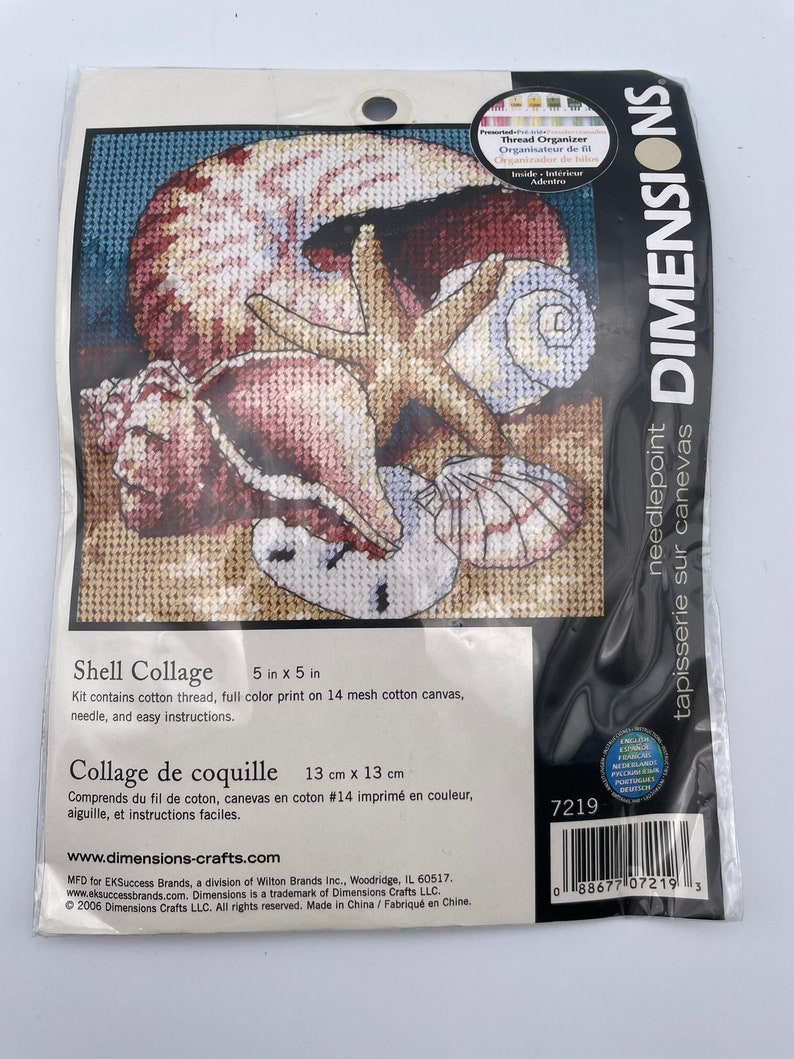 Presorted • Pré-trié • Preseleccionados
Thread Organizer
Organisateur de fil
Organizador de hilos
Inside • Intérieur
Adentro
DIMENSIONS®
needlepoint
tapisserie sur canevas
Shell Collage 5 in x 5 in
Kit contains cotton thread, full color print on 14 mesh cotton canvas,
needle, and easy instructions.
Collage de coquille 13 cm x 13 cm
Comprends du fil de coton, canevas en coton #14 imprimé en couleur,
aiguille, et instructions faciles.
www.dimensions-crafts.com
MFD for EKSuccess Brands, a division of Wilton Brands Inc., Woodridge, IL 60517.
www.eksuccessbrands.com. Dimensions is a trademark of Dimensions Crafts LLC.
© 2006 Dimensions Crafts LLC. All rights reserved. Made in China / Fabriqué en Chine.
ENGLISH
ESPAÑOL
FRANÇAIS
NEDERLANDS
РУССКИЙ ЯЗЫК
PORTUGUES
DEUTSCH
7219
0 88677 07219 3